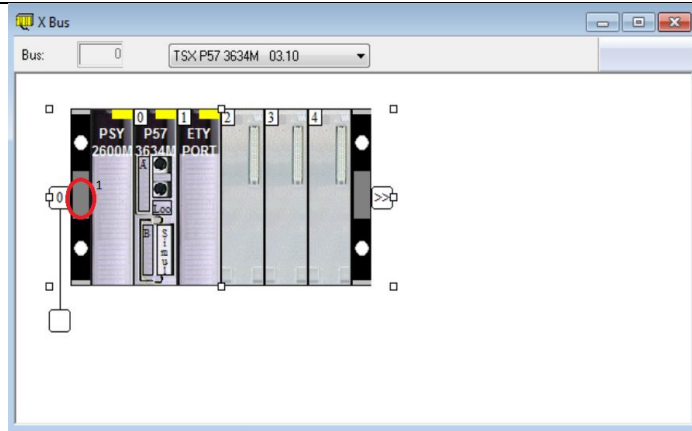 X Bus
Bus: 0 TSX P57 3634M 03.10
0 1 2 3 4
PSY P57 ETY
2600M 3634M PORT
A
1
0 >>
Loo
B